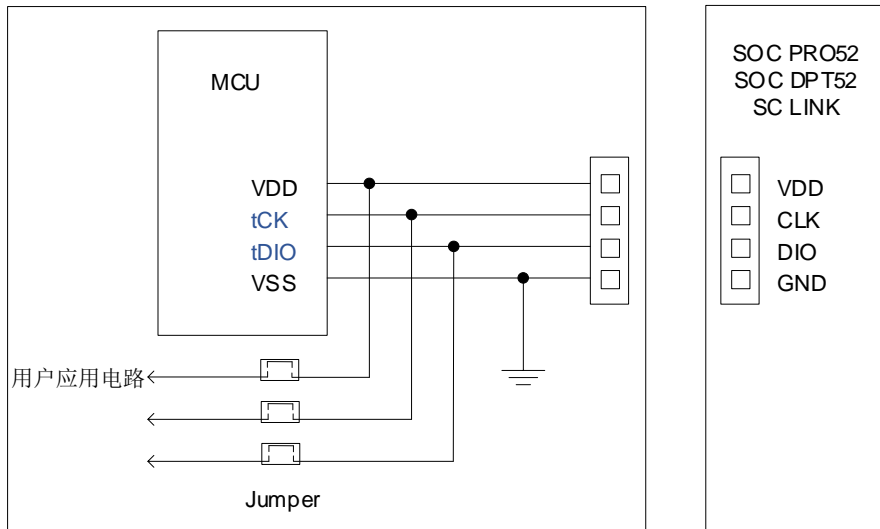 MCU
VDD
tCK
tDIO
VSS
用户应用电路
Jumper
SOC PRO52
SOC DPT52
SC LINK
VDD
CLK
DIO
GND